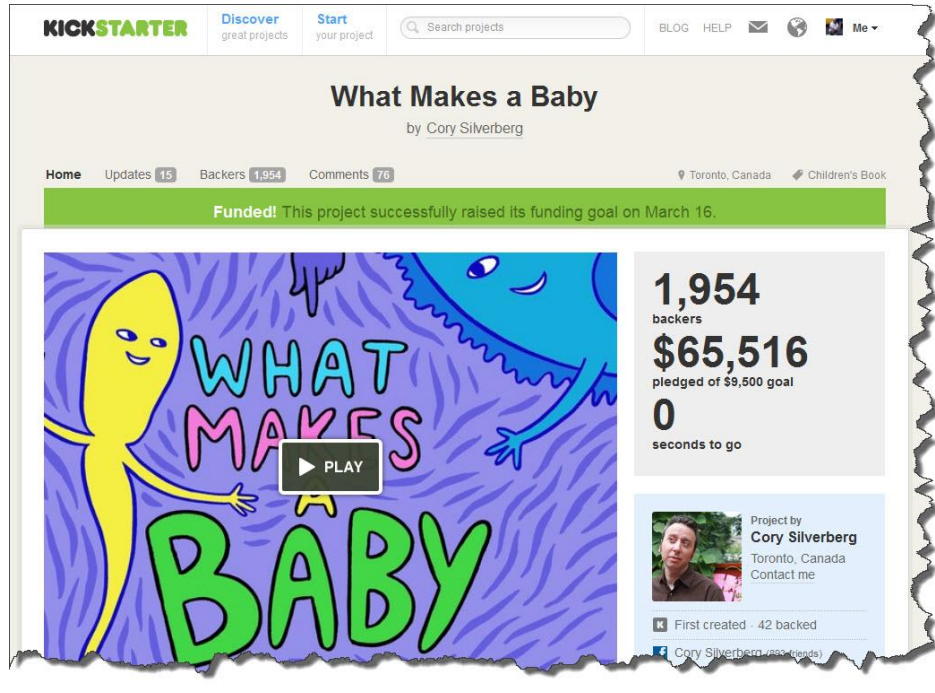 KICKSTARTER
Discover
great projects
Start
your project
Search projects
BLOG HELP
Me
What Makes a Baby
by Cory Silverberg
Home Updates 15 Backers 1,954 Comments 76
Toronto, Canada Children's Book
Funded! This project successfully raised its funding goal on March 16.
WHAT
MAKES
A
BABY
PLAY
1,954
backers
$65,516
pledged of $9,500 goal
0
seconds to go
Project by
Cory Silverberg
Toronto, Canada
Contact me
K First created · 42 backed
f Cory Silverberg (893 friends)